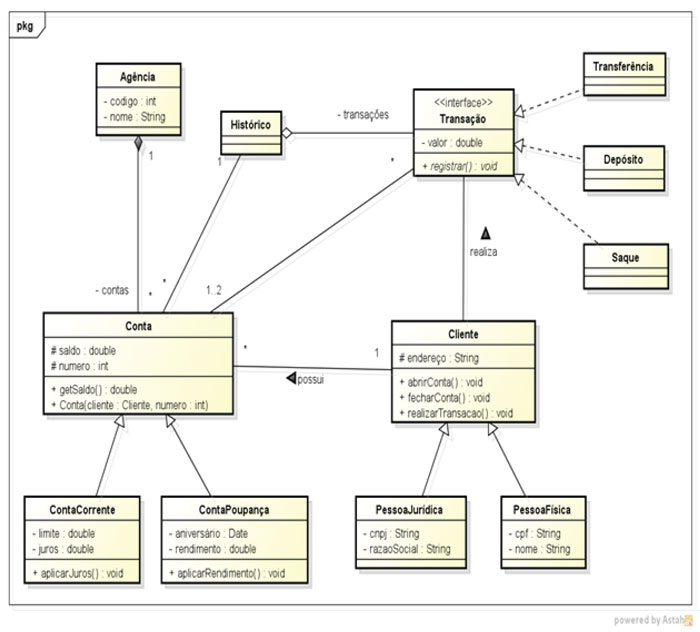 pkg
Agência
- codigo : int
- nome : String
1
- contas
*
Histórico
1
*
- transações
<<interface>>
Transação
- valor : double
+ registrar() : void
*
1..2
Transferência
Depósito
Saque
realiza
Conta
# saldo : double
# numero : int
+ getSaldo() : double
+ Conta(cliente : Cliente, numero : int)
*
1
possui
Cliente
# endereço : String
+ abrirConta() : void
+ fecharConta() : void
+ realizarTransacao() : void
ContaCorrente
- limite : double
- juros : double
+ aplicarJuros() : void
ContaPoupança
- aniversário : Date
- rendimento : double
+ aplicarRendimento() : void
PessoaJurídica
- cnpj : String
- razaoSocial : String
PessoaFísica
- cpf : String
- nome : String
powered by Astah